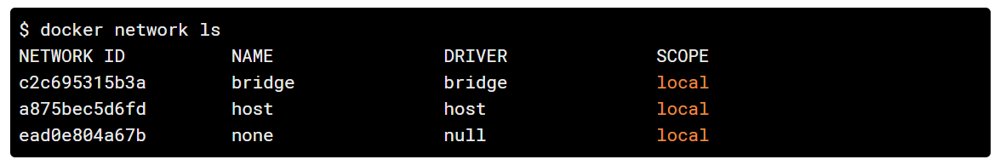 $ docker network ls
NETWORK ID        NAME                DRIVER              SCOPE
c2c695315b3a        bridge              bridge              local
a875bec5d6fd        host                host                local
ead0e804a67b        none                null                local